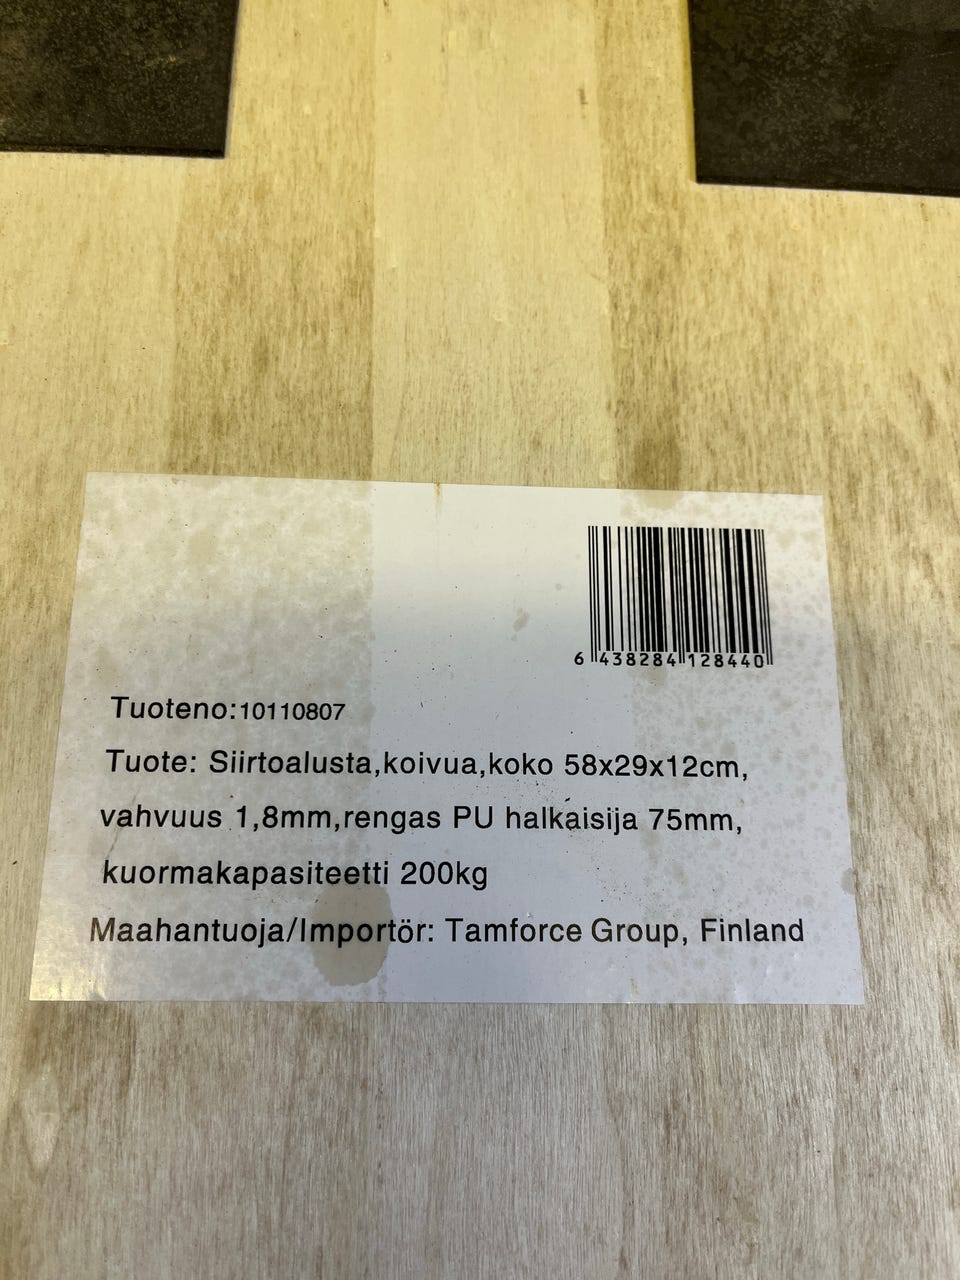 6 438284 128440
Tuoteno:10110807
Tuote: Siirtoalusta,koivua,koko 58x29x12cm,
vahvuus 1,8mm,rengas PU halkaisija 75mm,
kuormakapasiteetti 200kg
Maahantuoja/Importör: Tamforce Group, Finland